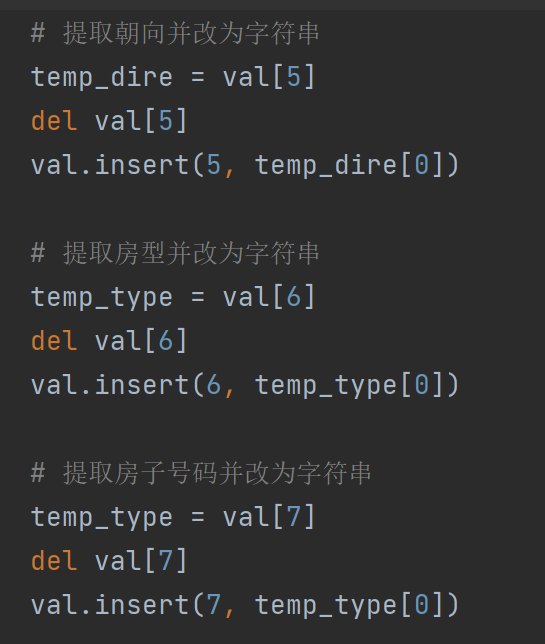 # 提取朝向并改为字符串
temp_dire = val[5]
del val[5]
val.insert(5, temp_dire[0])
# 提取房型并改为字符串
temp_type = val[6]
del val[6]
val.insert(6, temp_type[0])
# 提取房子号码并改为字符串
temp_type = val[7]
del val[7]
val.insert(7, temp_type[0])